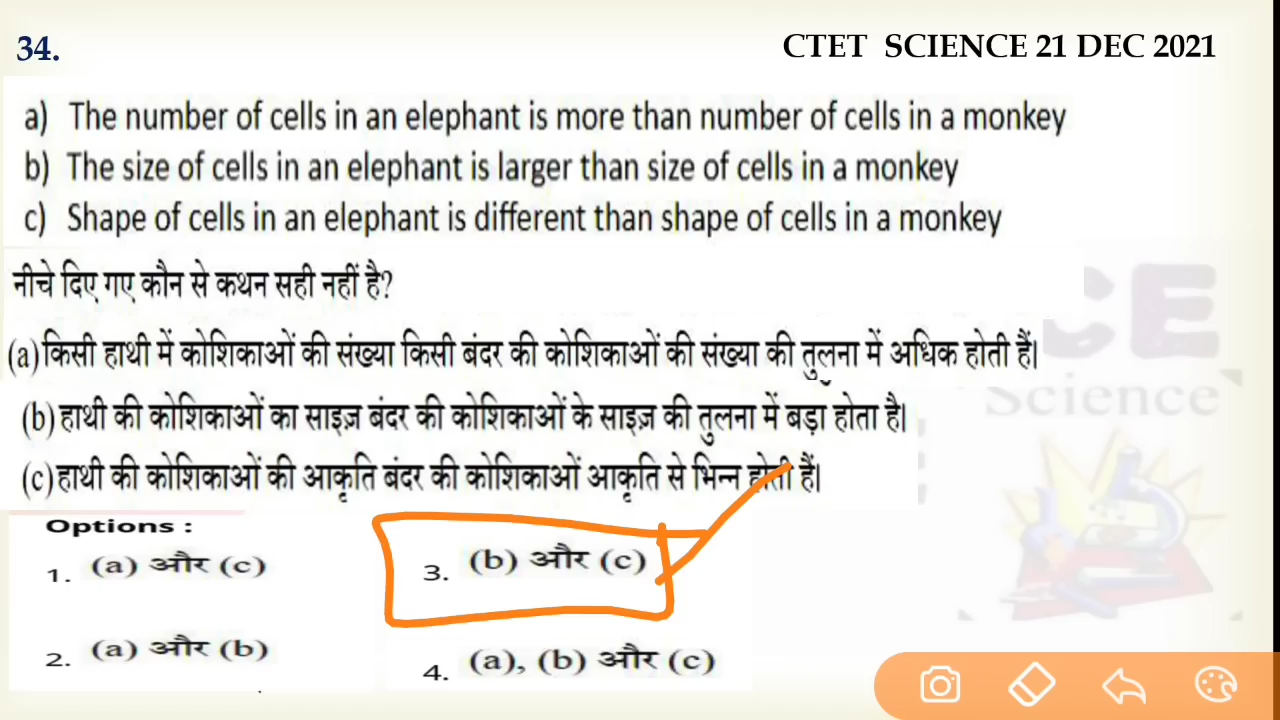 34.
CTET SCIENCE 21 DEC 2021
a) The number of cells in an elephant is more than number of cells in a monkey
b) The size of cells in an elephant is larger than size of cells in a monkey
c) Shape of cells in an elephant is different than shape of cells in a monkey
नीचे दिए गए कौन से कथन सही नहीं है?
(a) किसी हाथी में कोशिकाओं की संख्या किसी बंदर की कोशिकाओं की संख्या की तुलना में अधिक होती हैं।
(b) हाथी की कोशिकाओं का साइज़ बंदर की कोशिकाओं के साइज़ की तुलना में बड़ा होता है।
(c) हाथी की कोशिकाओं की आकृति बंदर की कोशिकाओं आकृति से भिन्न होती हैं।
Options :
1. (a) और (c)
2. (a) और (b)
3. (b) और (c)
4. (a), (b) और (c)
CE
Science